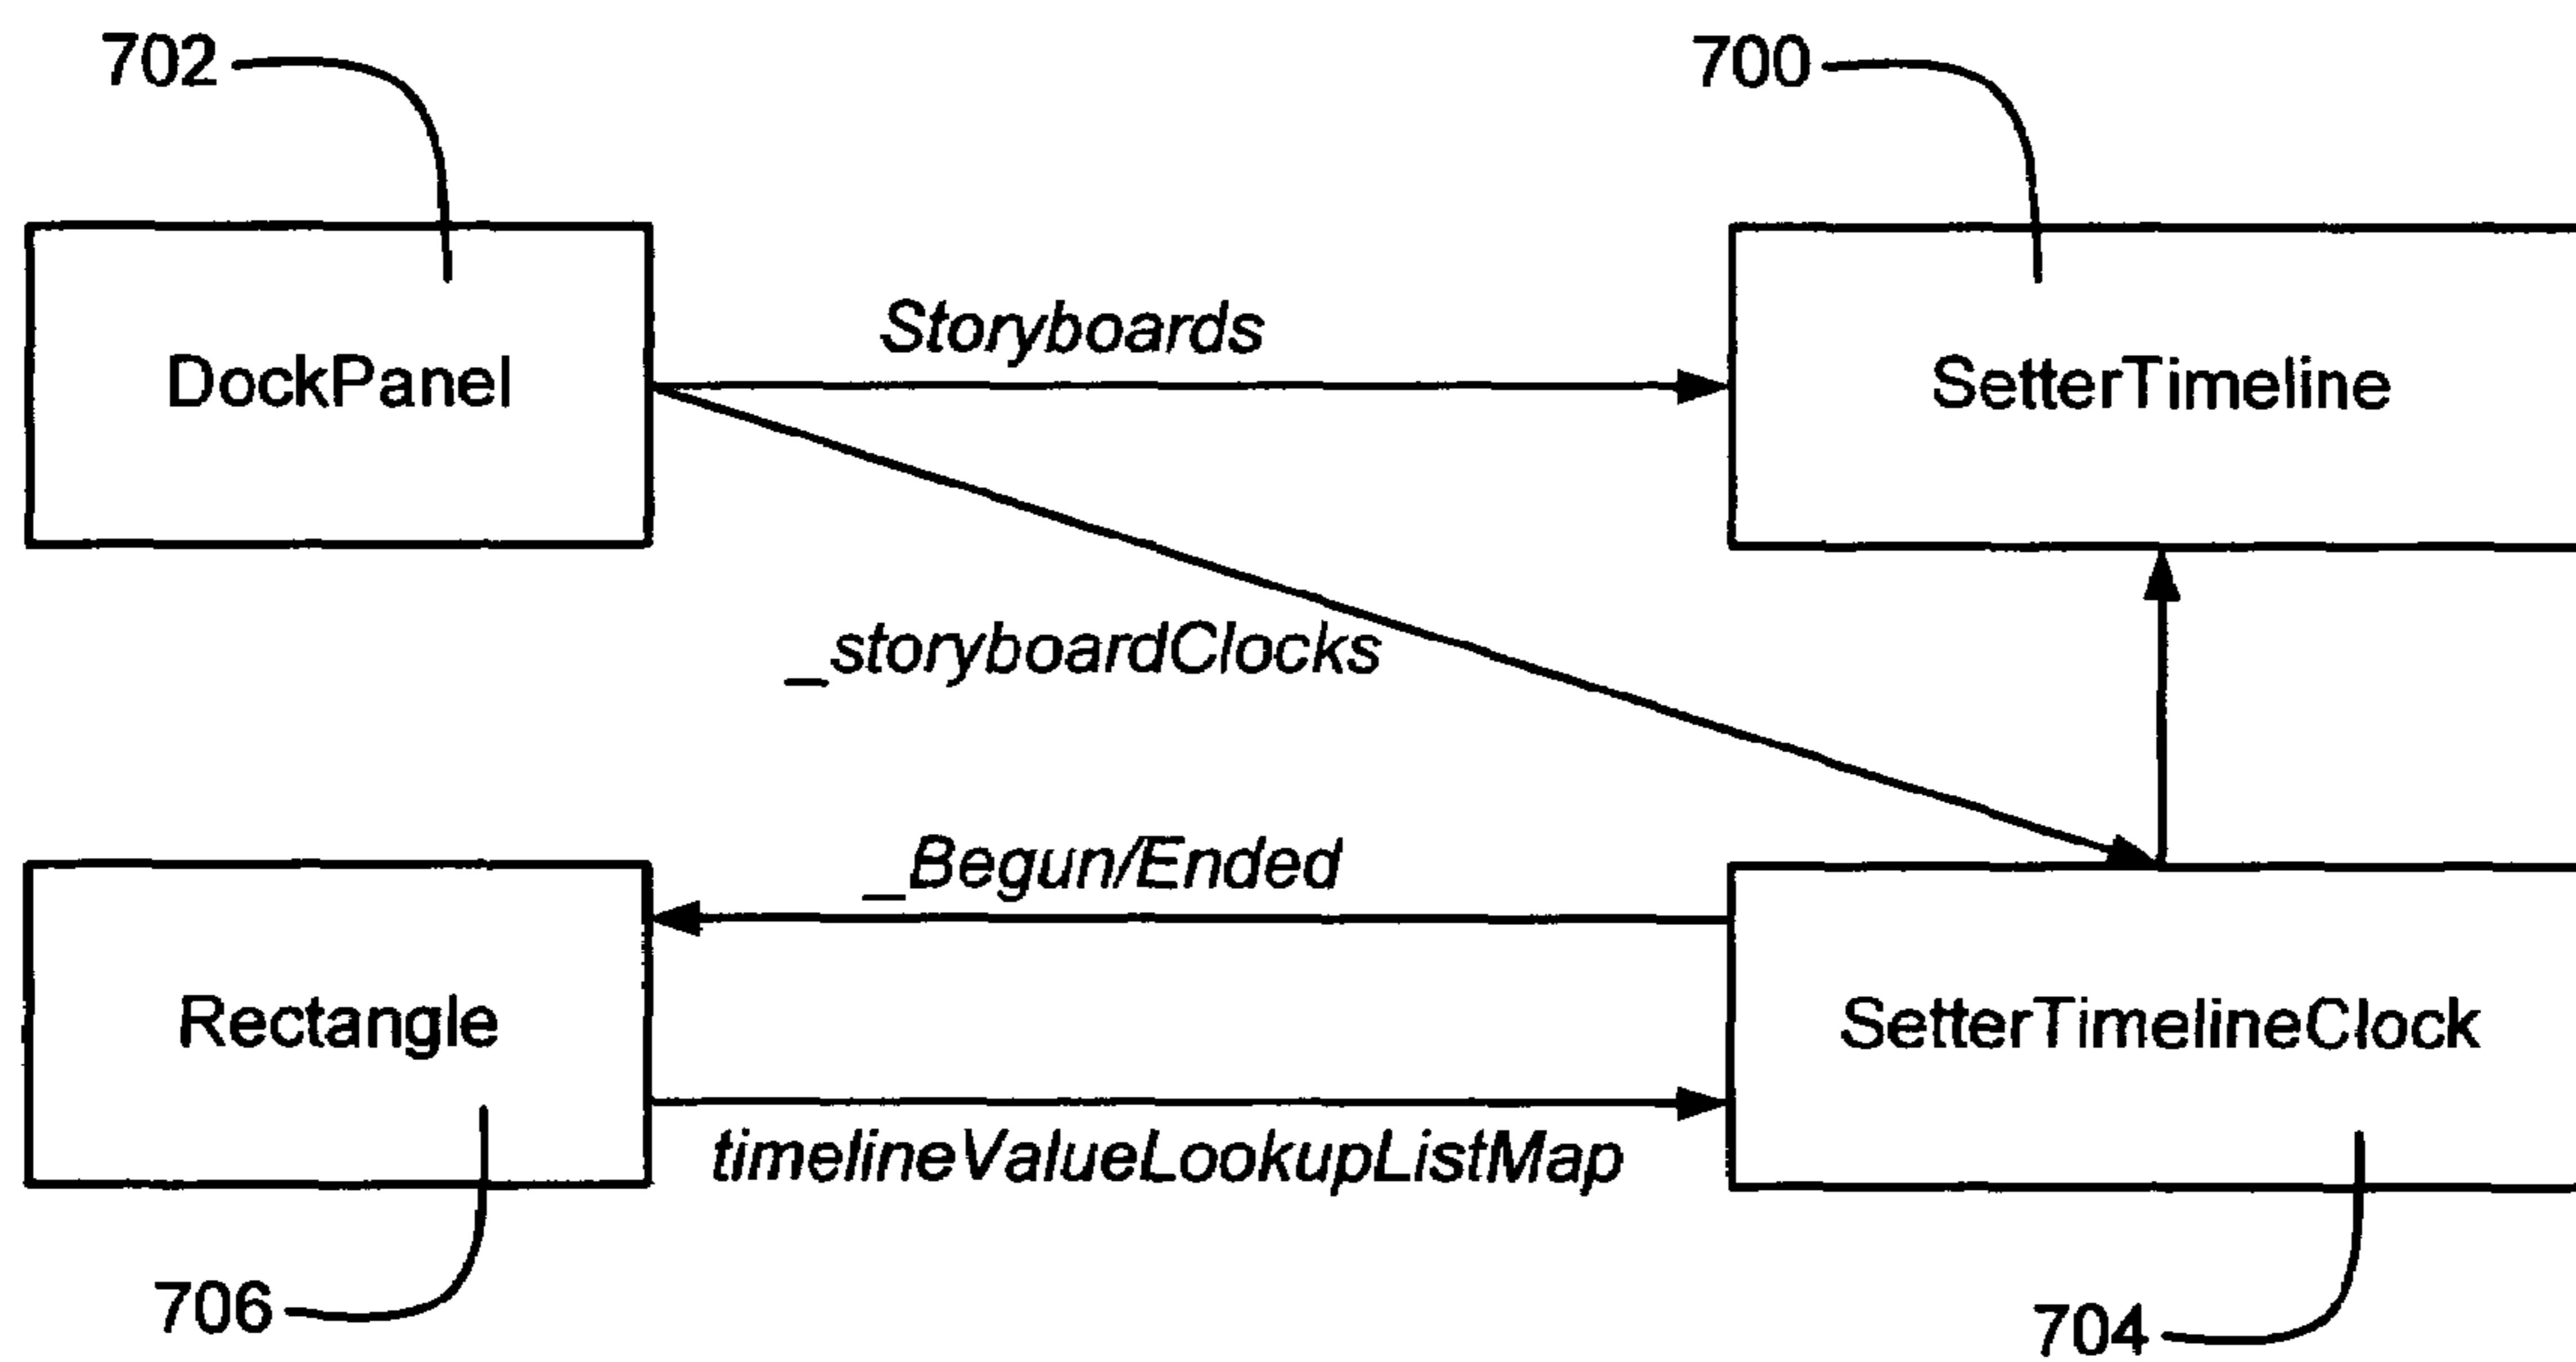 702
700
DockPanel
Storyboards
SetterTimeline
_storyboardClocks
_Begun/Ended
Rectangle
SetterTimelineClock
timelineValueLookupListMap
706
704